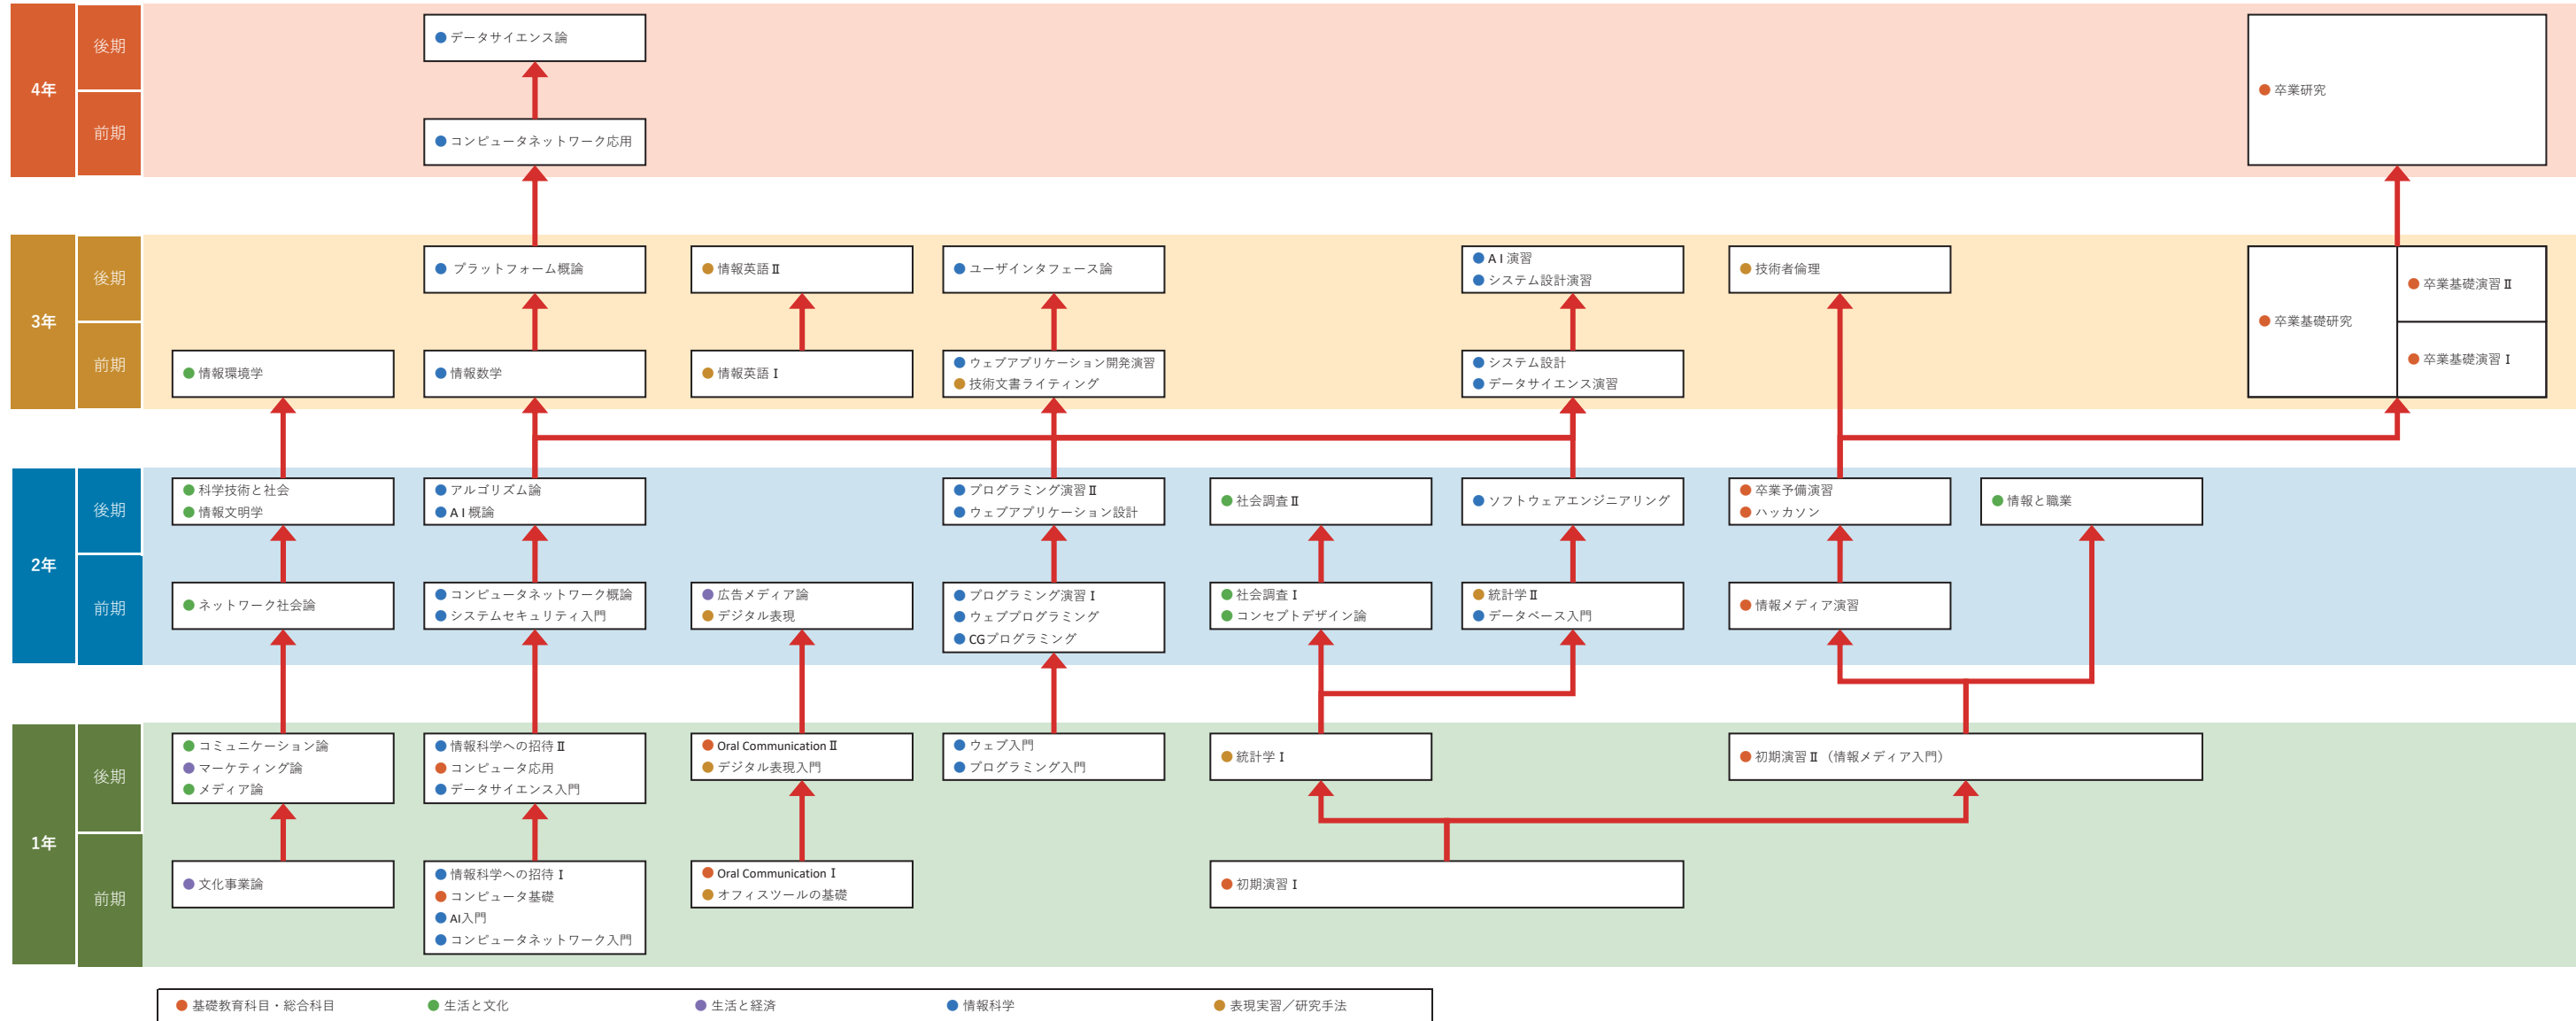 4年
後期
データサイエンス論
卒業研究
前期
コンピュータネットワーク応用
3年
後期
プラットフォーム概論
情報英語Ⅱ
ユーザインタフェース論
AI演習
システム設計演習
技術者倫理
卒業基礎研究
卒業基礎演習Ⅱ
卒業基礎演習Ⅰ
前期
情報環境学
情報数学
情報英語Ⅰ
ウェブアプリケーション開発演習
技術文書ライティング
システム設計
データサイエンス演習
2年
後期
科学技術と社会
情報文明学
アルゴリズム論
AI概論
プログラミング演習Ⅱ
ウェブアプリケーション設計
社会調査Ⅱ
ソフトウェアエンジニアリング
卒業予備演習
ハッカソン
情報と職業
前期
ネットワーク社会論
コンピュータネットワーク概論
システムセキュリティ入門
広告メディア論
デジタル表現
プログラミング演習Ⅰ
ウェブプログラミング
CGプログラミング
社会調査Ⅰ
コンセプトデザイン論
統計学Ⅱ
データベース入門
情報メディア演習
1年
後期
コミュニケーション論
マーケティング論
メディア論
情報科学への招待Ⅱ
コンピュータ応用
データサイエンス入門
Oral Communication Ⅱ
デジタル表現入門
ウェブ入門
プログラミング入門
統計学Ⅰ
初期演習Ⅱ（情報メディア入門）
前期
文化事業論
情報科学への招待Ⅰ
コンピュータ基礎
AI入門
コンピュータネットワーク入門
Oral Communication Ⅰ
オフィスツールの基礎
初期演習Ⅰ
基礎教育科目・総合科目
生活と文化
生活と経済
情報科学
表現実習／研究手法